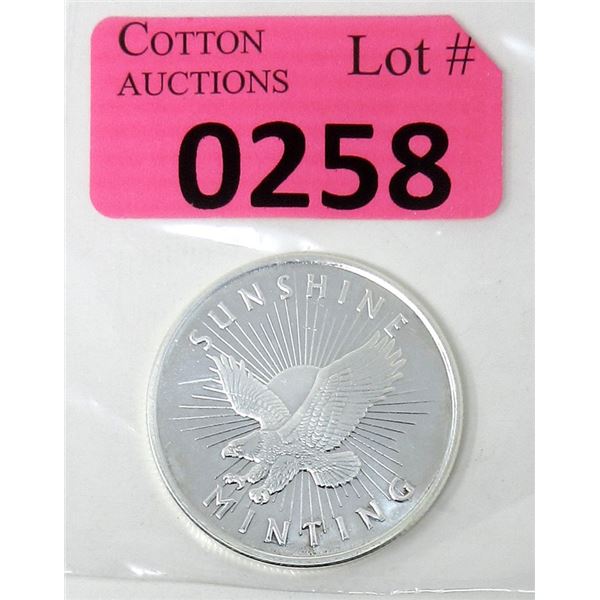 COTTON
AUCTIONS
Lot #
0258
SUNSHINE
MINTING